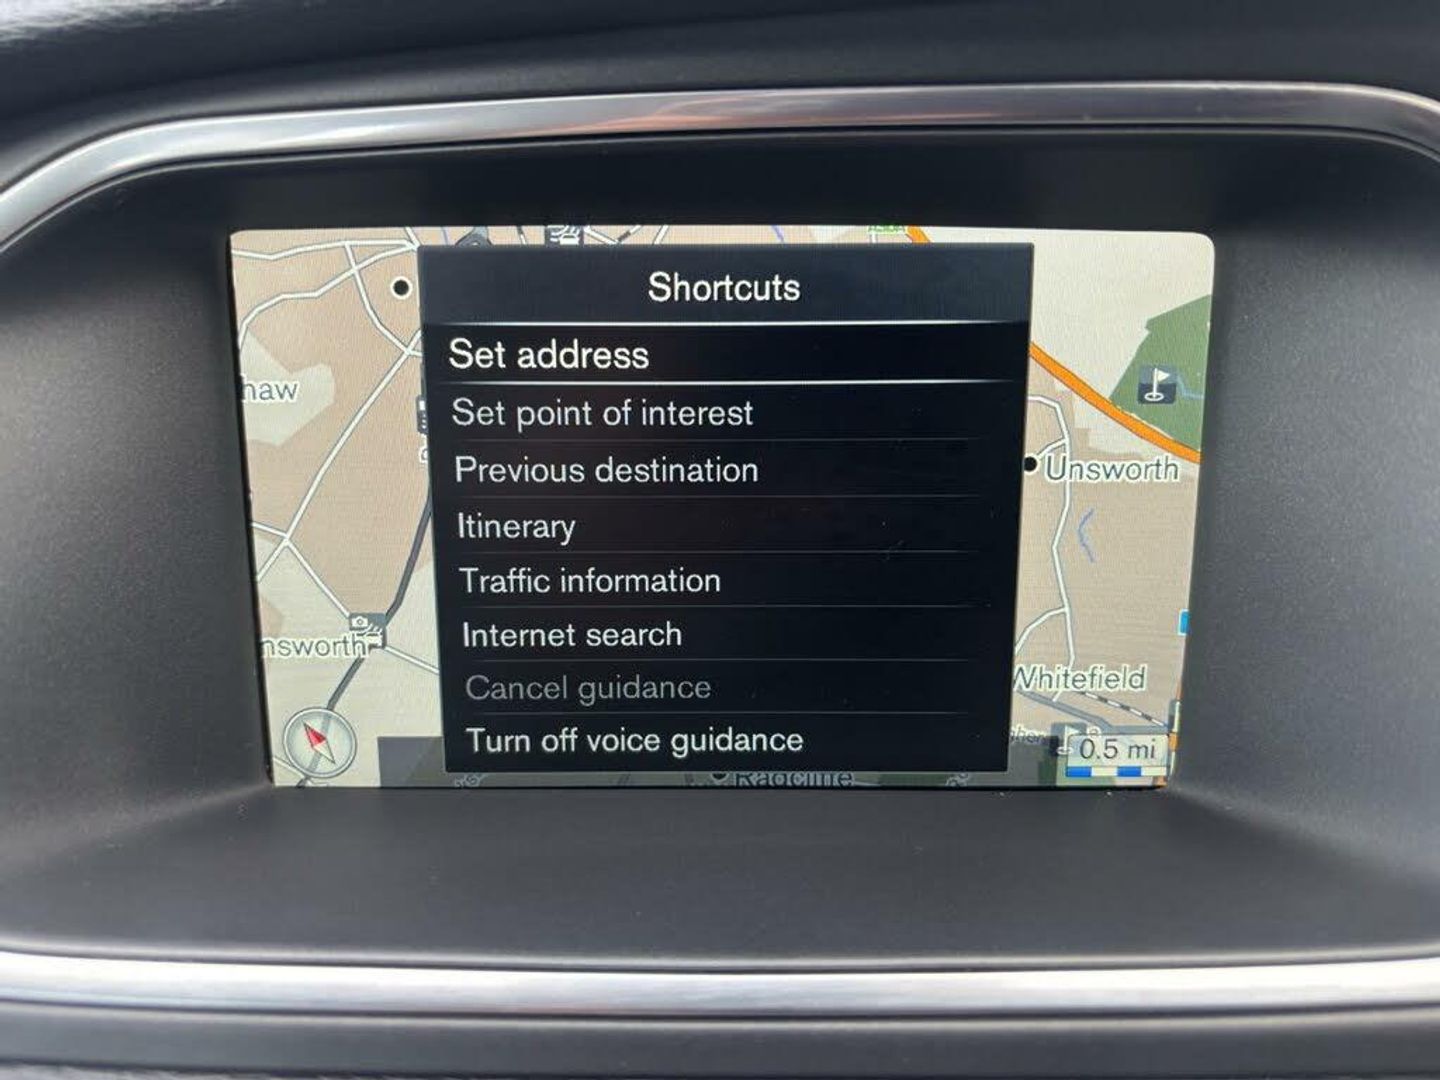 Shortcuts
Set address
haw
Set point of interest
Previous destination
Unsworth
Itinerary
Traffic information
Internet search
nsworth
Cancel guidance
Whitefield
Turn off voice guidance
0.5 mi
Radcliffe